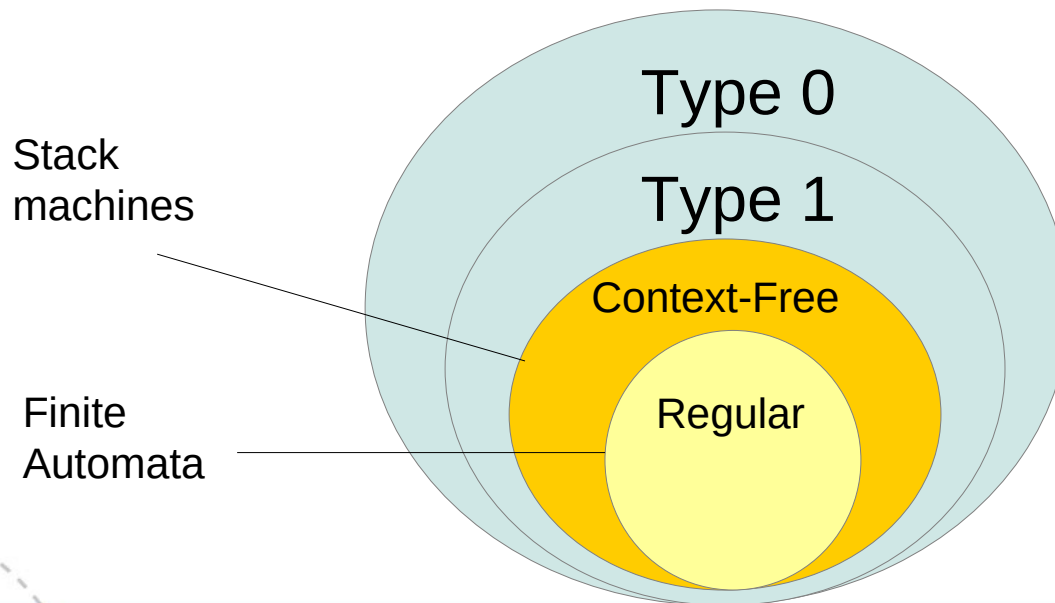 Type 0
Type 1
Stack
machines
Context-Free
Regular
Finite
Automata